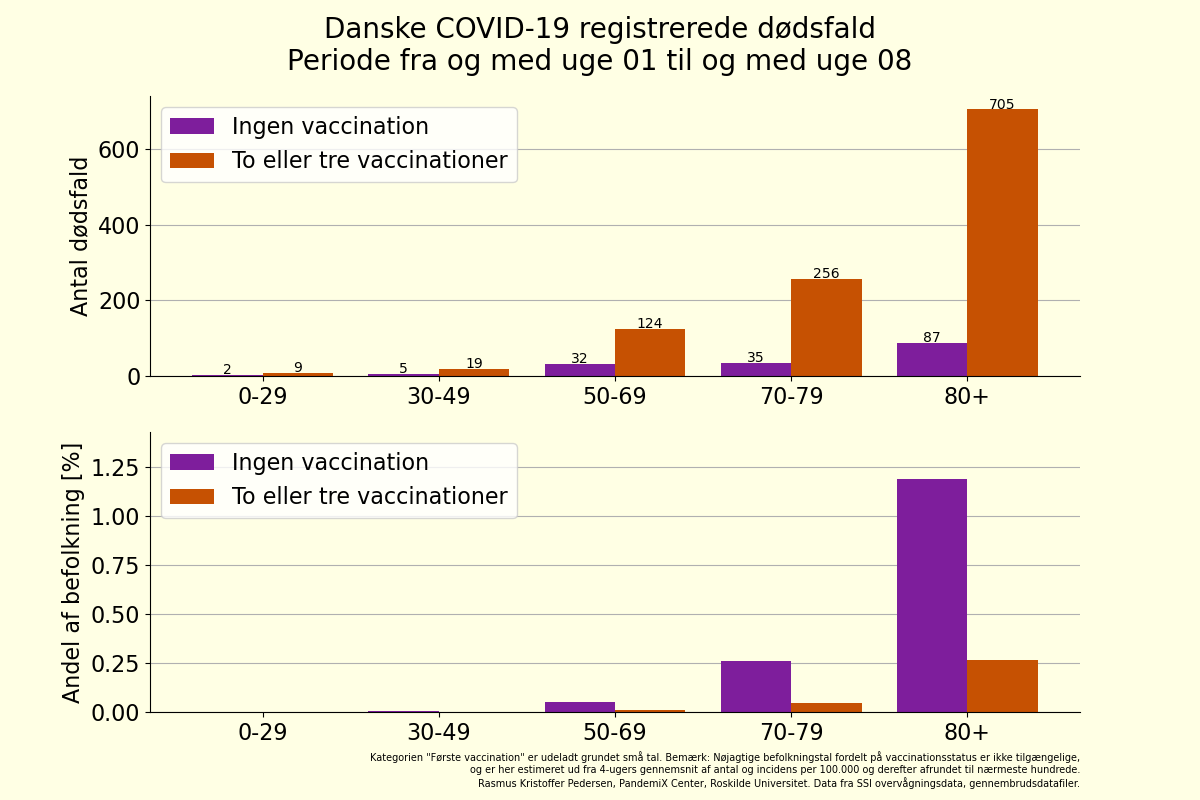 Danske COVID-19 registrerede dødsfald
Periode fra og med uge 01 til og med uge 08
Ingen vaccination
To eller tre vaccinationer
Antal dødsfald
600
400
200
0
2
9
5
19
32
124
35
256
87
705
0-29
30-49
50-69
70-79
80+
Ingen vaccination
To eller tre vaccinationer
Andel af befolkning [%]
1.25
1.00
0.75
0.50
0.25
0.00
0-29
30-49
50-69
70-79
80+
Kategorien "Første vaccination" er udeladt grundet små tal. Bemærk: Nøjagtige befolkningstal fordelt på vaccinationsstatus er ikke tilgængelige,
og er her estimeret ud fra 4-ugers gennemsnit af antal og incidens per 100.000 og derefter afrundet til nærmeste hundrede.
Rasmus Kristoffer Pedersen, PandemiX Center, Roskilde Universitet. Data fra SSI overvågningsdata, gennembrudsdatafiler.